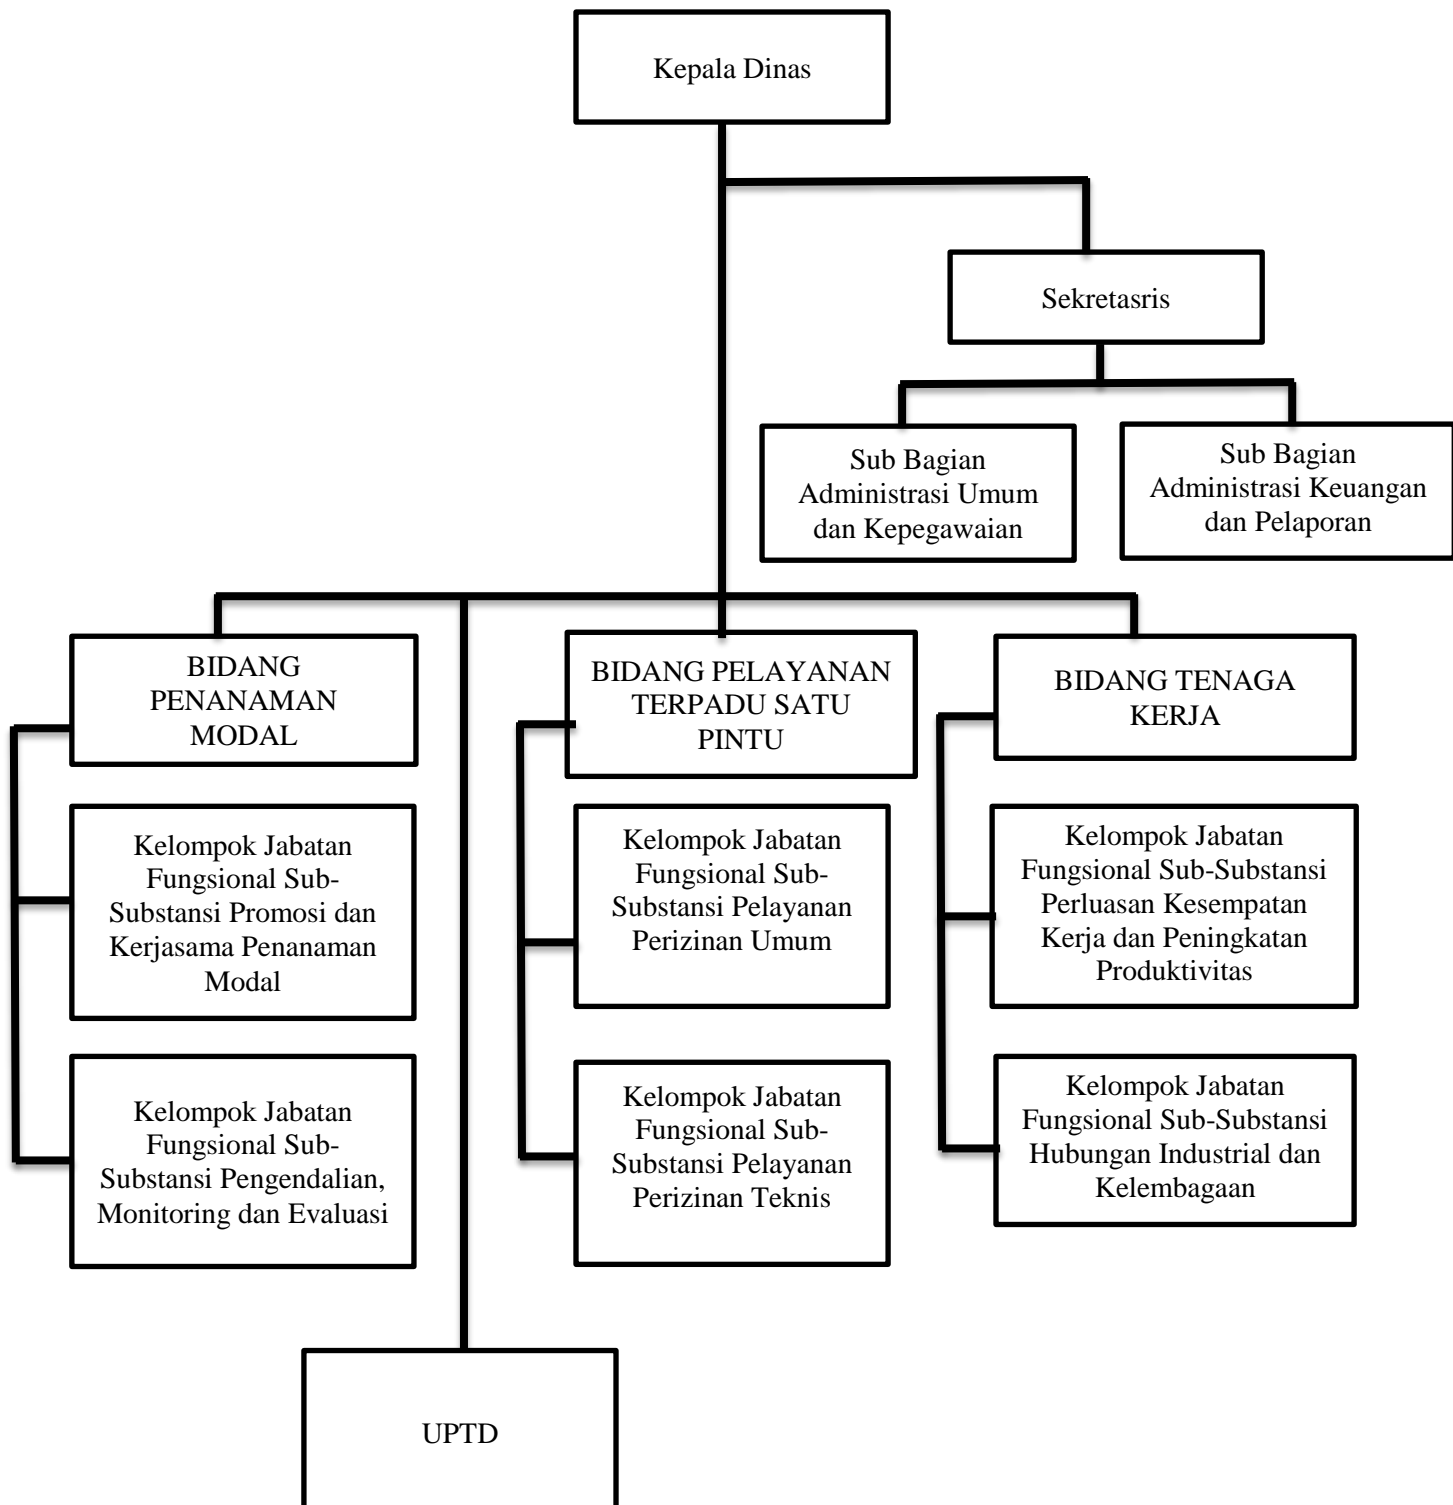 Kepala Dinas
Sekretasris
Sub Bagian
Administrasi Umum
dan Kepegawaian
Sub Bagian
Administrasi Keuangan
dan Pelaporan
BIDANG
PENANAMAN
MODAL
BIDANG PELAYANAN
TERPADU SATU
PINTU
BIDANG TENAGA
KERJA
Kelompok Jabatan
Fungsional Sub-
Substansi Promosi dan
Kerjasama Penanaman
Modal
Kelompok Jabatan
Fungsional Sub-
Substansi Pelayanan
Perizinan Umum
Kelompok Jabatan
Fungsional Sub-Substansi
Perluasan Kesempatan
Kerja dan Peningkatan
Produktivitas
Kelompok Jabatan
Fungsional Sub-
Substansi Pengendalian,
Monitoring dan Evaluasi
Kelompok Jabatan
Fungsional Sub-
Substansi Pelayanan
Perizinan Teknis
Kelompok Jabatan
Fungsional Sub-Substansi
Hubungan Industrial dan
Kelembagaan
UPTD